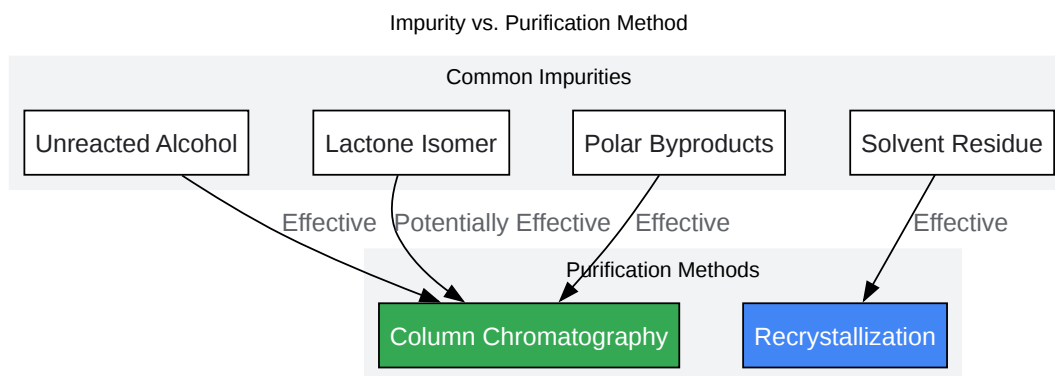 Impurity vs. Purification Method
Common Impurities
Unreacted Alcohol
Lactone Isomer
Polar Byproducts
Solvent Residue
Effective
Potentially Effective
Effective
Effective
Purification Methods
Column Chromatography
Recrystallization